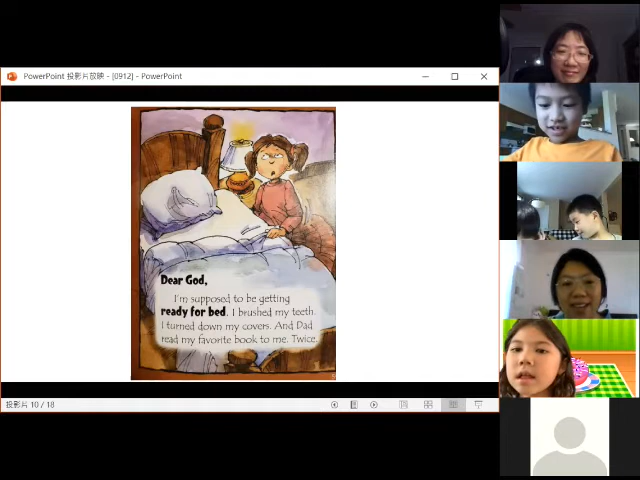 PowerPoint 投影片放映 - [0912] - PowerPoint
Dear God,
I'm supposed to be getting
ready for bed. I brushed my teeth.
I turned down my covers. And Dad
read my favorite book to me. Twice.
投影片 10 / 18